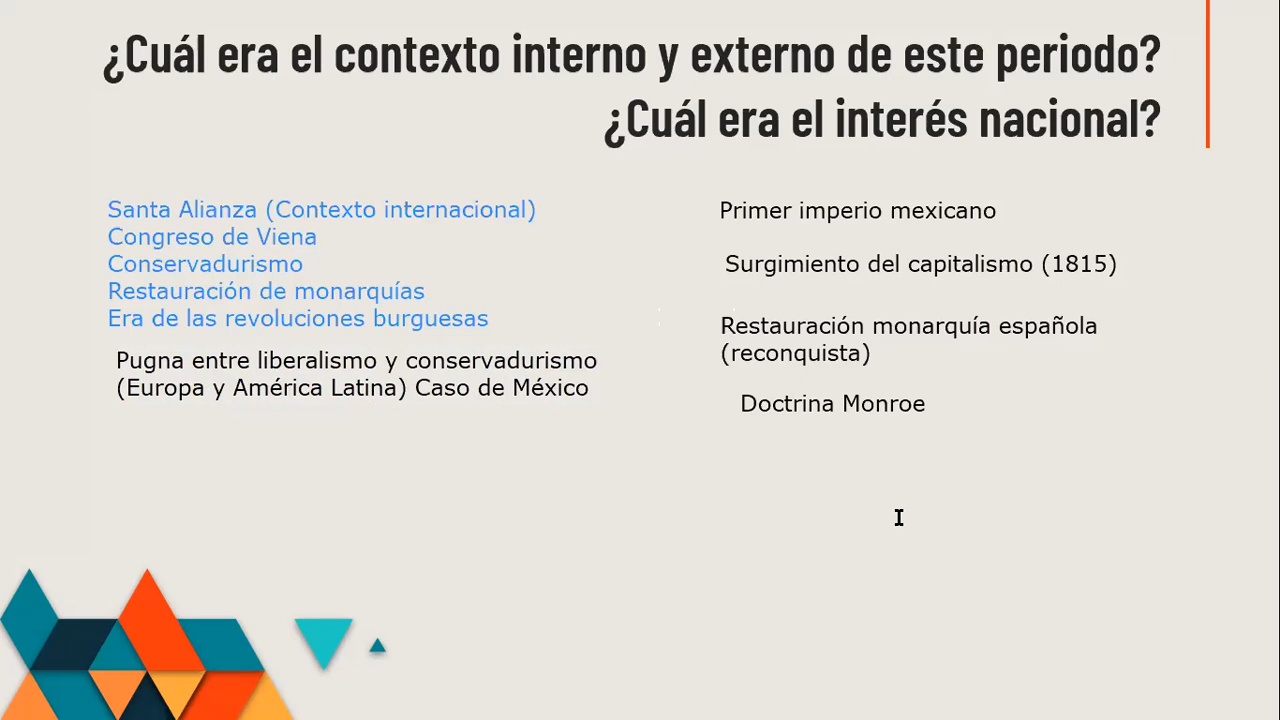 ¿Cuál era el contexto interno y externo de este periodo?
¿Cuál era el interés nacional?
Santa Alianza (Contexto internacional)
Congreso de Viena
Conservadurismo
Restauración de monarquías
Era de las revoluciones burguesas
Pugna entre liberalismo y conservadurismo
(Europa y América Latina) Caso de México
Primer imperio mexicano
Surgimiento del capitalismo (1815)
Restauración monarquía española
(reconquista)
Doctrina Monroe